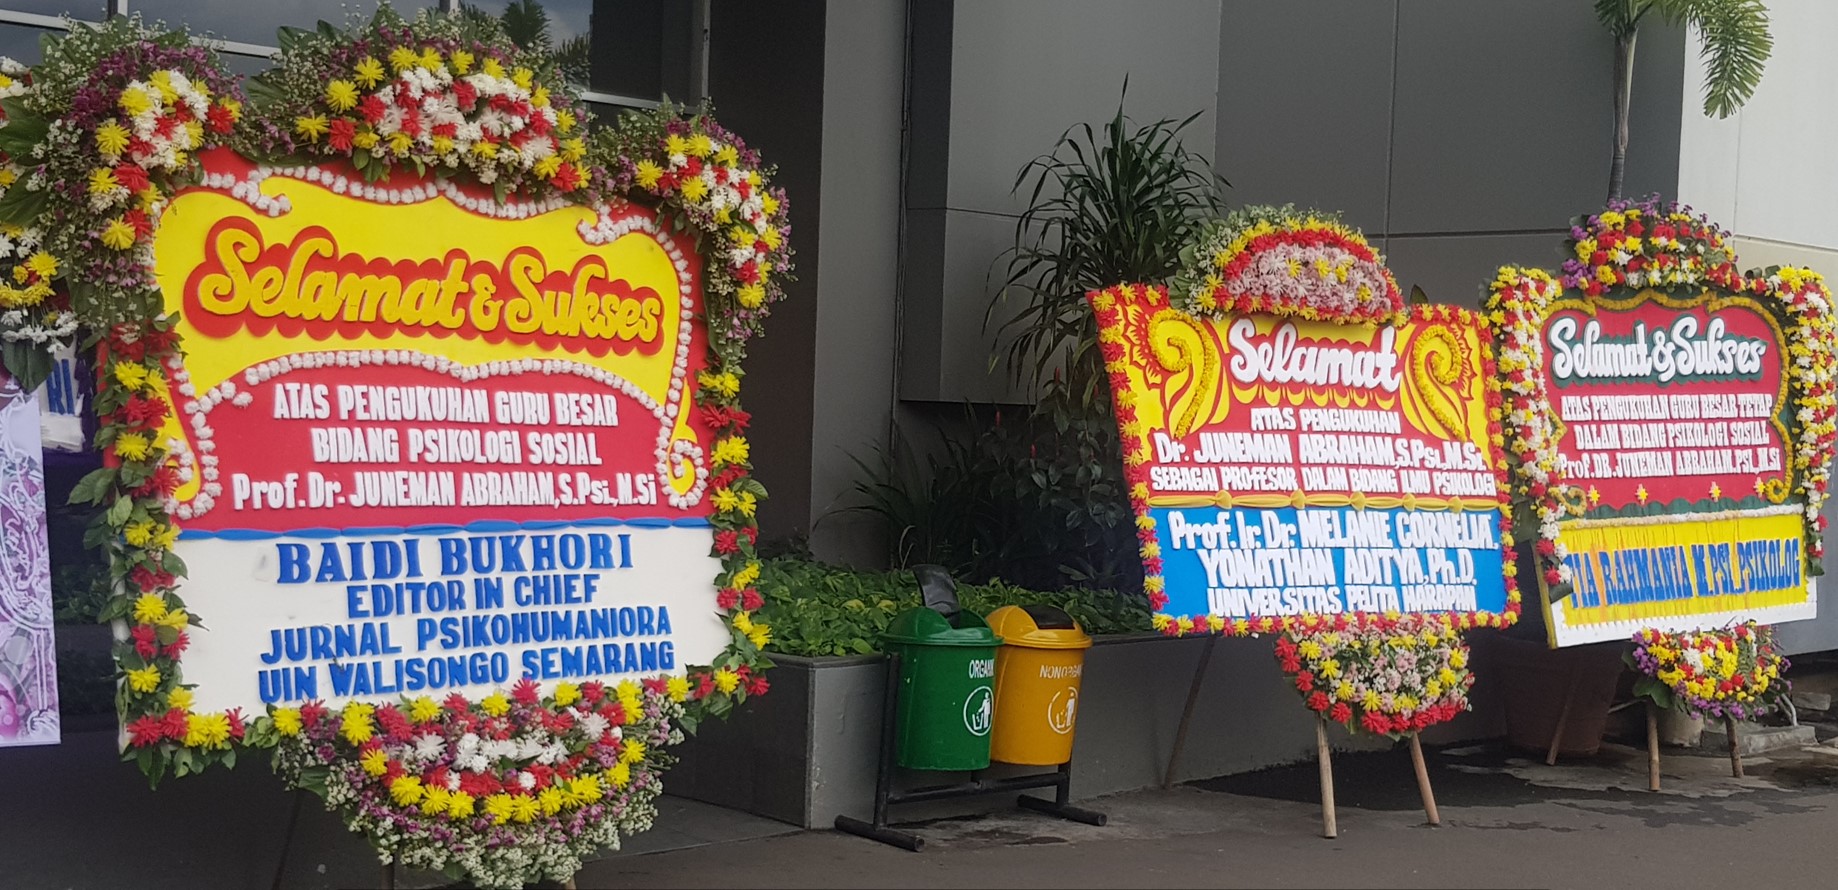 Selamat & Sukses
ATAS PENGUKUHAN GURU BESAR
BIDANG PSIKOLOGI SOSIAL
Prof.Dr. JUNEMAN ABRAHAM,S.Psi.,M.Si
BAIDI BUKHORI
EDITOR IN CHIEF
JURNAL PSIKOHUMANIORA
UIN WALISONGO SEMARANG
ORGANIK
NONORGANIK
Selamat
ATAS PENGUKUHAN
Dr. JUNEMAN ABRAHAM,S.Psi.,M.Si.
SEBAGAI PROFESOR DALAM BIDANG ILMU PSIKOLOGI
Prof.Ir.Dr. MELANIE CORNELIA.
YONATHAN ADITYA,Ph.D.
UNIVERSITAS PELITA HARAPAN
Selamat & Sukses
ATAS PENGUKUHAN GURU BESAR TETAP
DALAM BIDANG PSIKOLOGI SOSIAL
Prof.DR.JUNEMAN ABRAHAM.PSI.,M.Si
RAHMANIA M.PSI PSIKOLOG